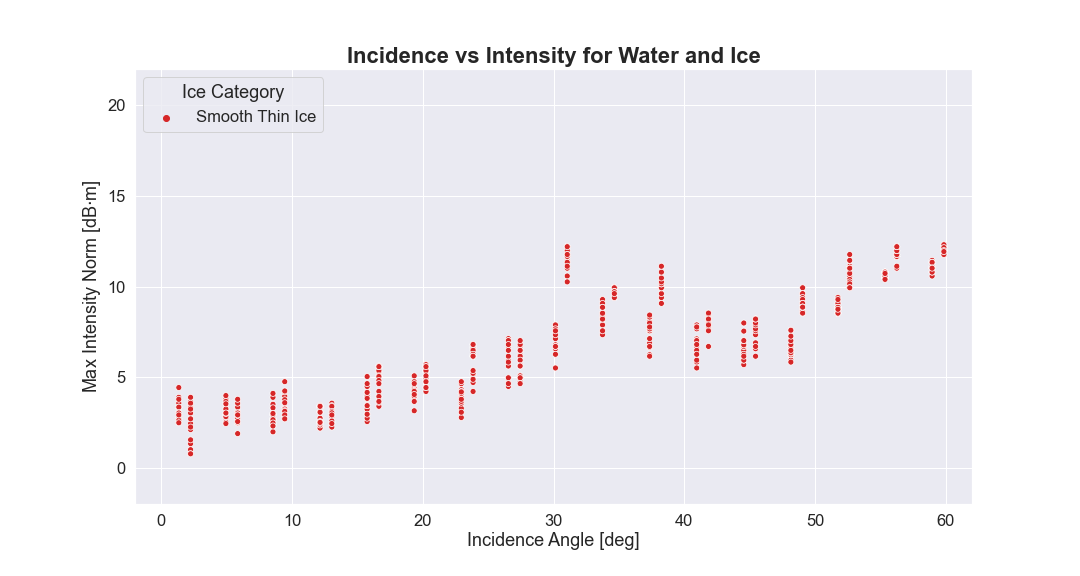 Incidence vs Intensity for Water and Ice
Ice Category
Smooth Thin Ice
Max Intensity Norm [dB·m]
20
15
10
5
0
0 10 20 30 40 50 60
Incidence Angle [deg]